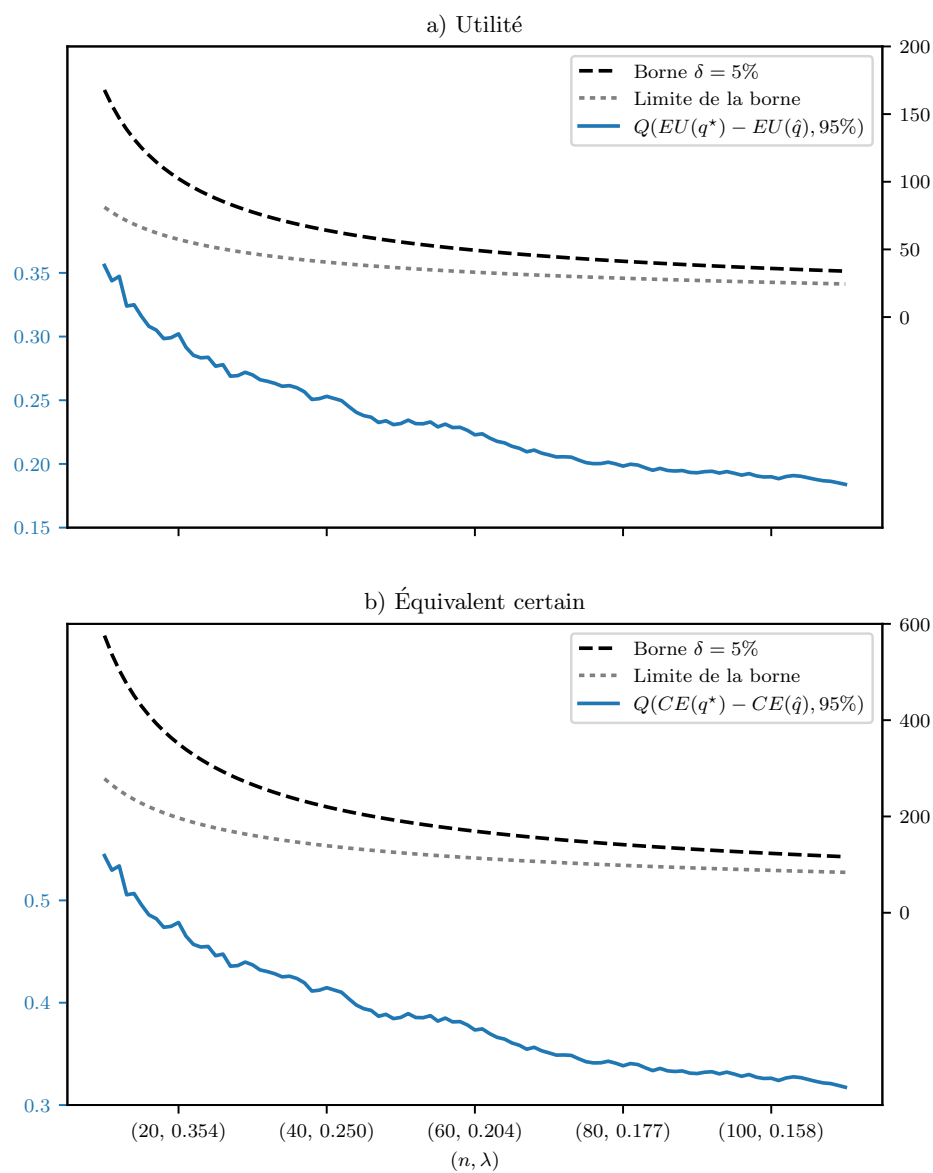 a) Utilité
200
150
100
50
0
Borne δ = 5%
Limite de la borne
Q(EU(q⋆) − EU(q̂), 95%)
0.35
0.30
0.25
0.20
0.15
b) Équivalent certain
600
400
200
0
Borne δ = 5%
Limite de la borne
Q(CE(q⋆) − CE(q̂), 95%)
0.5
0.4
0.3
(20, 0.354) (40, 0.250) (60, 0.204) (80, 0.177) (100, 0.158)
(n, λ)